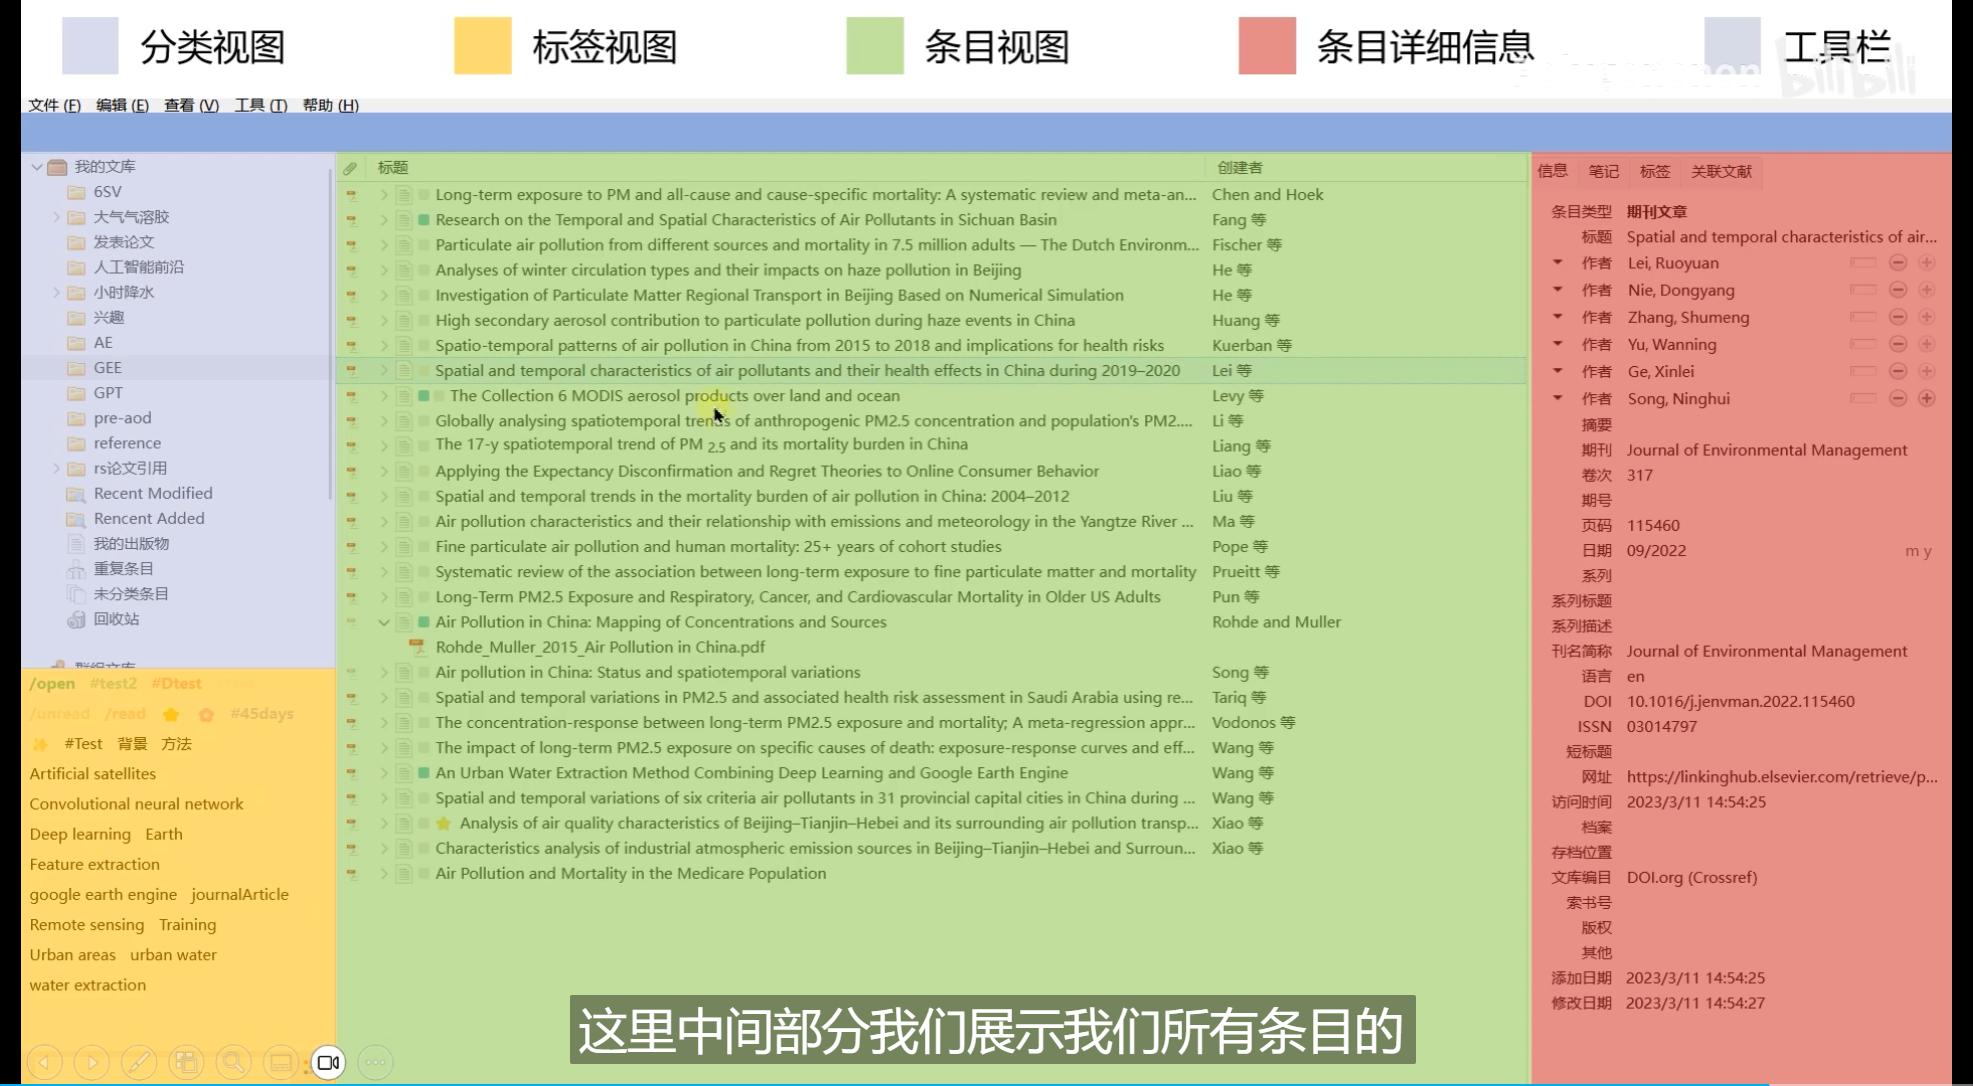 分类视图
标签视图
条目视图
条目详细信息
工具栏
bilibili
文件 (F) 编辑 (E) 查看 (V) 工具 (T) 帮助 (H)
我的文库
6SV
大气气溶胶
发表论文
人工智能前沿
小时降水
兴趣
AE
GEE
GPT
pre-aod
reference
rs论文引用
Recent Modified
Rencent Added
我的出版物
重复条目
未分类条目
回收站
群组文库
/open #test2 #Dtest
/unread /read #45days
#Test 背景 方法
Artificial satellites
Convolutional neural network
Deep learning Earth
Feature extraction
google earth engine journalArticle
Remote sensing Training
Urban areas urban water
water extraction
标题 创建者
Long-term exposure to PM and all-cause and cause-specific mortality: A systematic review and meta-an... Chen and Hoek
Research on the Temporal and Spatial Characteristics of Air Pollutants in Sichuan Basin Fang 等
Particulate air pollution from different sources and mortality in 7.5 million adults — The Dutch Environm... Fischer 等
Analyses of winter circulation types and their impacts on haze pollution in Beijing He 等
Investigation of Particulate Matter Regional Transport in Beijing Based on Numerical Simulation He 等
High secondary aerosol contribution to particulate pollution during haze events in China Huang 等
Spatio-temporal patterns of air pollution in China from 2015 to 2018 and implications for health risks Kuerban 等
Spatial and temporal characteristics of air pollutants and their health effects in China during 2019–2020 Lei 等
The Collection 6 MODIS aerosol products over land and ocean Levy 等
Globally analysing spatiotemporal trends of anthropogenic PM2.5 concentration and population's PM2.... Li 等
The 17-y spatiotemporal trend of PM 2.5 and its mortality burden in China Liang 等
Applying the Expectancy Disconfirmation and Regret Theories to Online Consumer Behavior Liao 等
Spatial and temporal trends in the mortality burden of air pollution in China: 2004–2012 Liu 等
Air pollution characteristics and their relationship with emissions and meteorology in the Yangtze River ... Ma 等
Fine particulate air pollution and human mortality: 25+ years of cohort studies Pope 等
Systematic review of the association between long-term exposure to fine particulate matter and mortality Prueitt 等
Long-Term PM2.5 Exposure and Respiratory, Cancer, and Cardiovascular Mortality in Older US Adults Pun 等
Air Pollution in China: Mapping of Concentrations and Sources Rohde and Muller
Rohde_Muller_2015_Air Pollution in China.pdf
Air pollution in China: Status and spatiotemporal variations Song 等
Spatial and temporal variations in PM2.5 and associated health risk assessment in Saudi Arabia using re... Tariq 等
The concentration-response between long-term PM2.5 exposure and mortality; A meta-regression appr... Vodonos 等
The impact of long-term PM2.5 exposure on specific causes of death: exposure-response curves and eff... Wang 等
An Urban Water Extraction Method Combining Deep Learning and Google Earth Engine Wang 等
Spatial and temporal variations of six criteria air pollutants in 31 provincial capital cities in China during ... Wang 等
Analysis of air quality characteristics of Beijing–Tianjin–Hebei and its surrounding air pollution transp... Xiao 等
Characteristics analysis of industrial atmospheric emission sources in Beijing–Tianjin–Hebei and Surroun... Xiao 等
Air Pollution and Mortality in the Medicare Population
信息 笔记 标签 关联文献
条目类型 期刊文章
标题 Spatial and temporal characteristics of air...
作者 Lei, Ruoyuan
作者 Nie, Dongyang
作者 Zhang, Shumeng
作者 Yu, Wanning
作者 Ge, Xinlei
作者 Song, Ninghui
摘要
期刊 Journal of Environmental Management
卷次 317
期号
页码 115460
日期 09/2022 m y
系列
系列标题
系列描述
刊名简称 Journal of Environmental Management
语言 en
DOI 10.1016/j.jenvman.2022.115460
ISSN 03014797
短标题
网址 https://linkinghub.elsevier.com/retrieve/p...
访问时间 2023/3/11 14:54:25
档案
存档位置
文库编目 DOI.org (Crossref)
索书号
版权
其他
添加日期 2023/3/11 14:54:25
修改日期 2023/3/11 14:54:27
这里中间部分我们展示我们所有条目的